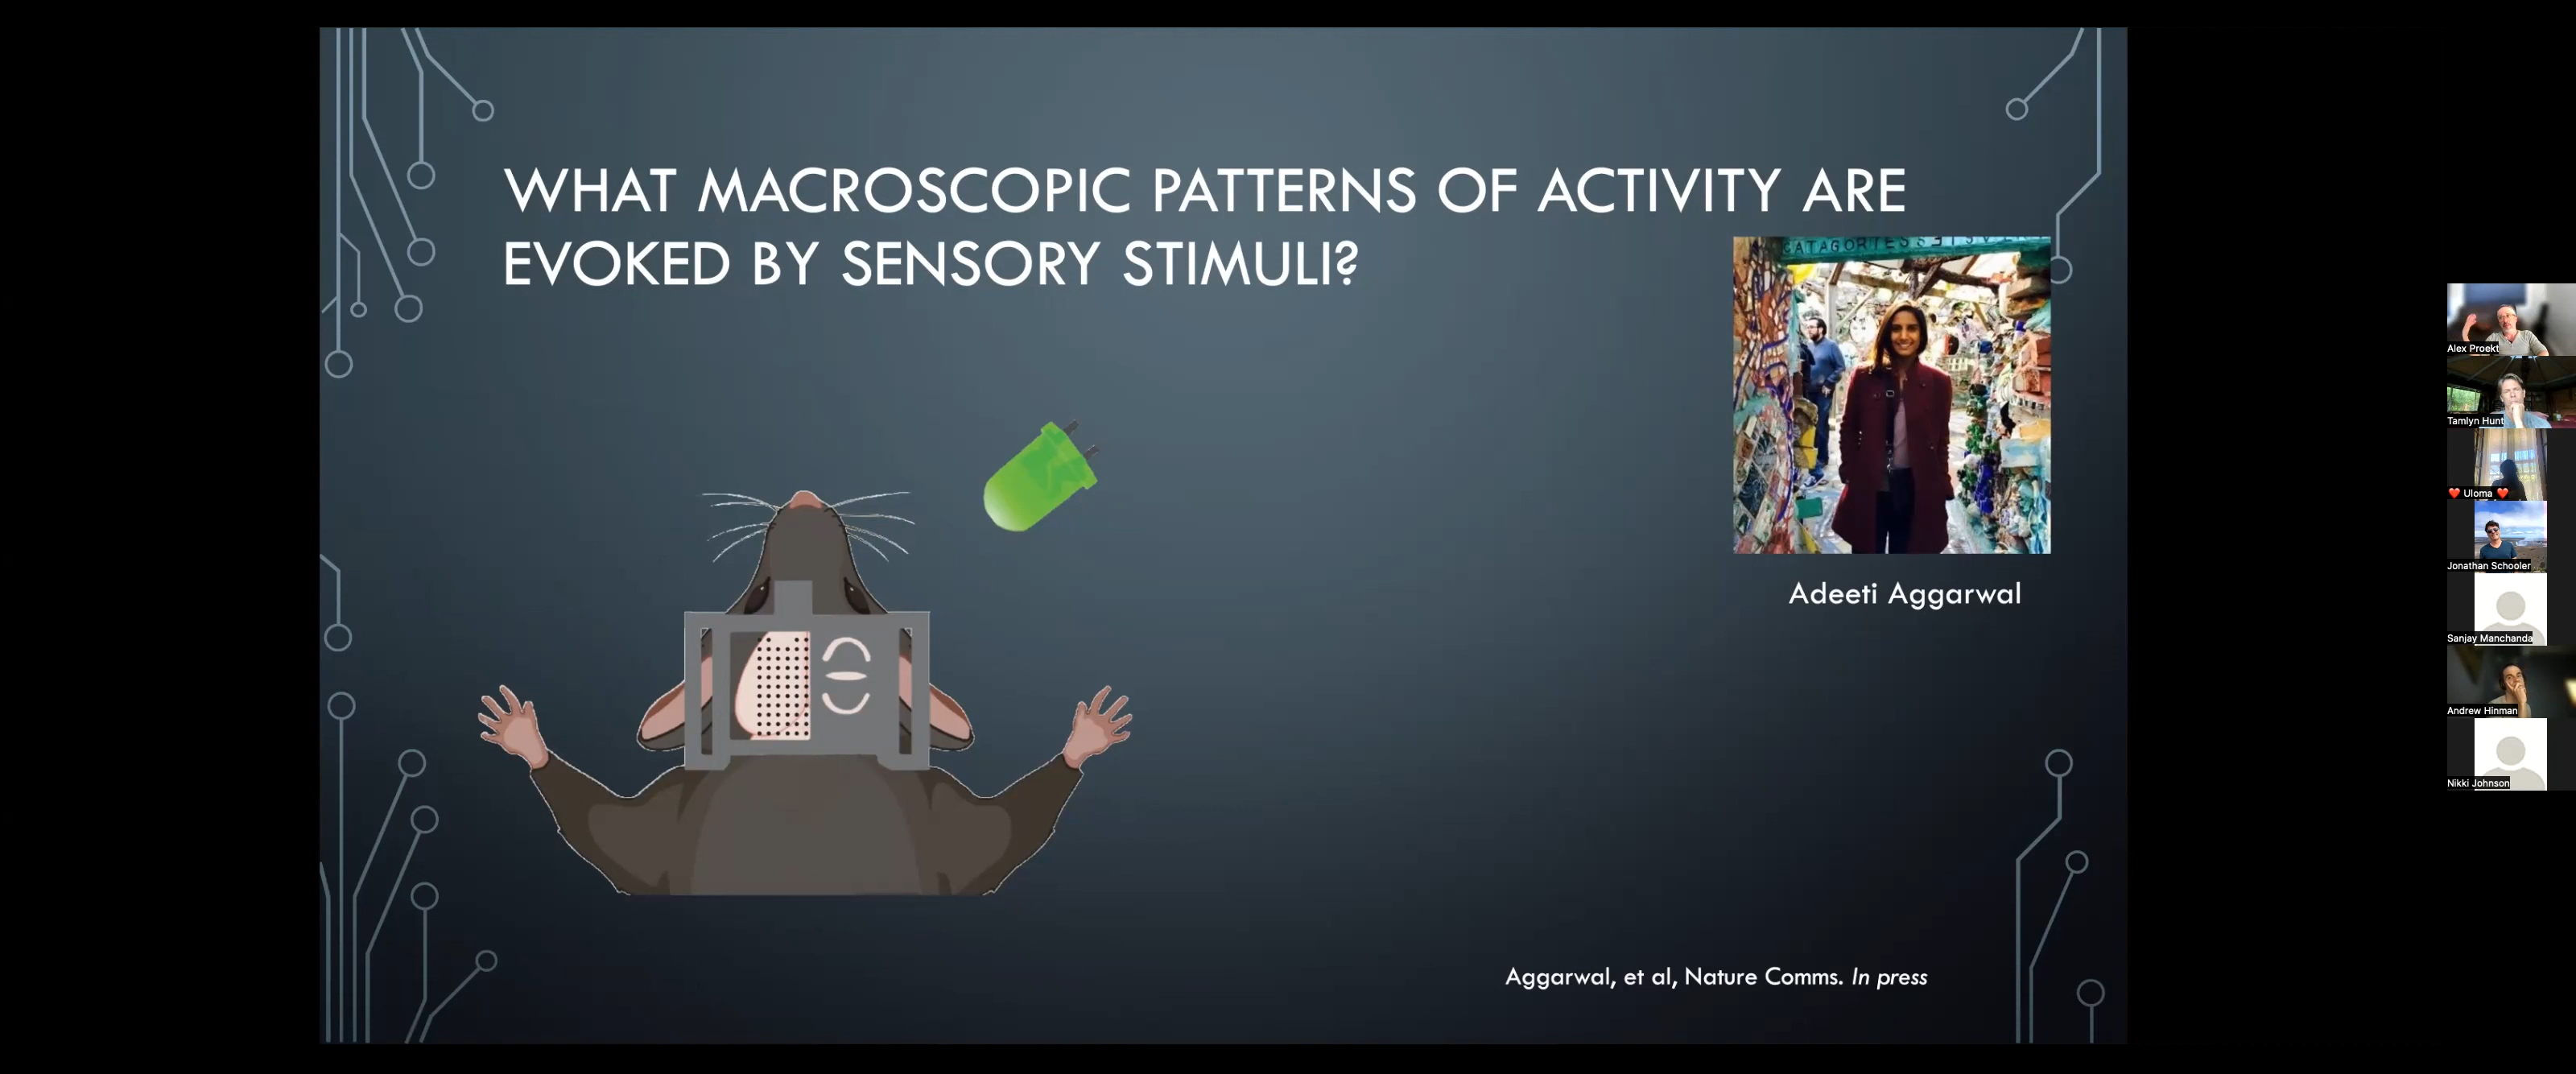 WHAT MACROSCOPIC PATTERNS OF ACTIVITY ARE
EVOKED BY SENSORY STIMULI?
Adeeti Aggarwal
Aggarwal, et al, Nature Comms. In press
Alex Proekt
Tamlyn Hunt
❤️ Uloma ❤️
Jonathan Schooler
Sanjay Manchanda
Andrew Hinman
Nikki Johnson